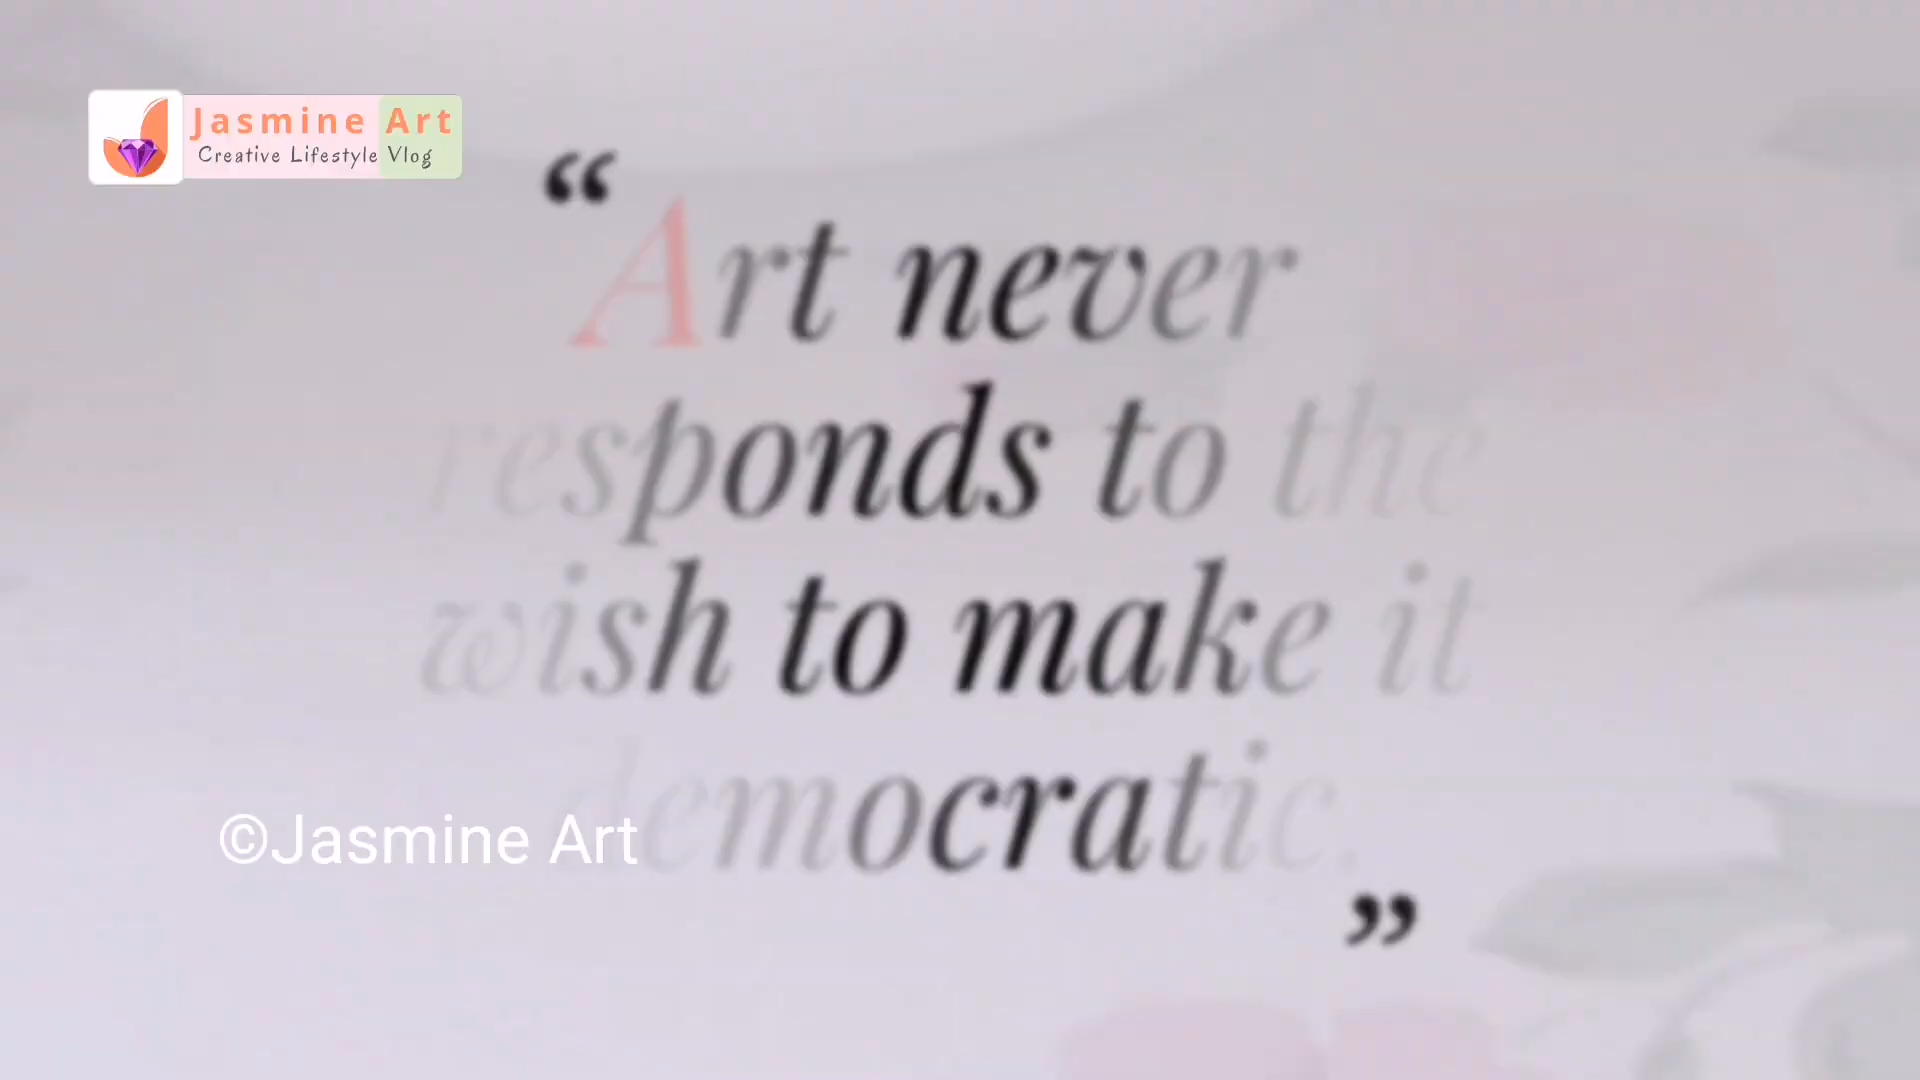 Jasmine Art
Creative Lifestyle Vlog
“Art never
responds to the
wish to make it
democratic.
”
©Jasmine Art